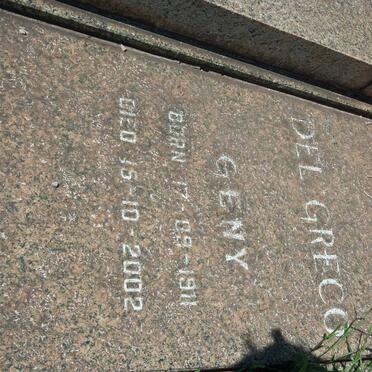 DEL GRECO
GENY
BORN 17·09-1911
DIED 15-10-2002